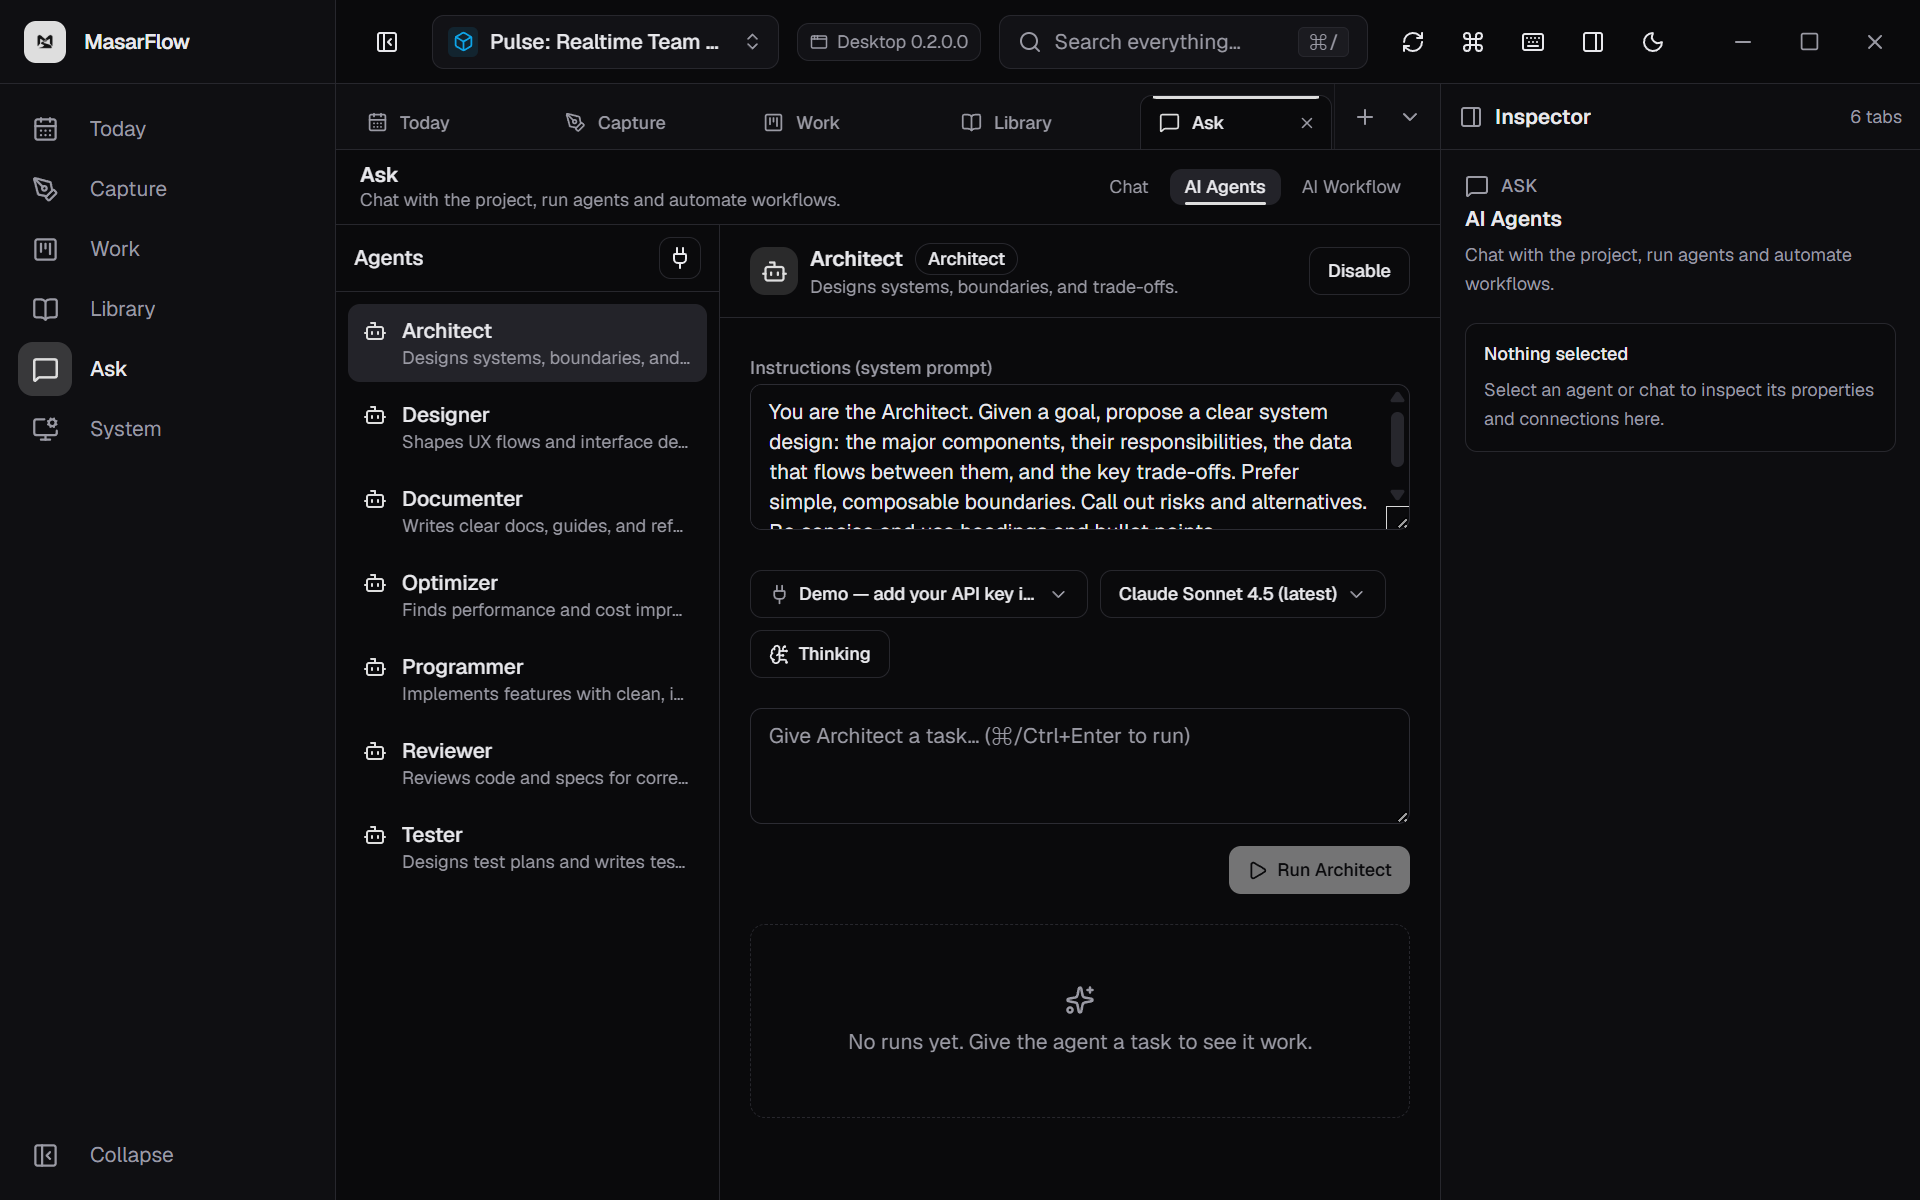 MasarFlow
Pulse: Realtime Team ...
Desktop 0.2.0.0
Search everything...
⌘/
Today
Capture
Work
Library
Ask
System
Collapse
Today
Capture
Work
Library
Ask
Ask
Chat with the project, run agents and automate workflows.
Chat
AI Agents
AI Workflow
Agents
Architect
Designs systems, boundaries, and...
Designer
Shapes UX flows and interface de...
Documenter
Writes clear docs, guides, and ref...
Optimizer
Finds performance and cost impr...
Programmer
Implements features with clean, i...
Reviewer
Reviews code and specs for corre...
Tester
Designs test plans and writes tes...
Architect
Architect
Designs systems, boundaries, and trade-offs.
Disable
Instructions (system prompt)
You are the Architect. Given a goal, propose a clear system
design: the major components, their responsibilities, the data
that flows between them, and the key trade-offs. Prefer
simple, composable boundaries. Call out risks and alternatives.
Be concise and use headings and bullet points.
Demo — add your API key i...
Claude Sonnet 4.5 (latest)
Thinking
Give Architect a task... (⌘/Ctrl+Enter to run)
Run Architect
No runs yet. Give the agent a task to see it work.
Inspector
6 tabs
ASK
AI Agents
Chat with the project, run agents and automate
workflows.
Nothing selected
Select an agent or chat to inspect its properties
and connections here.